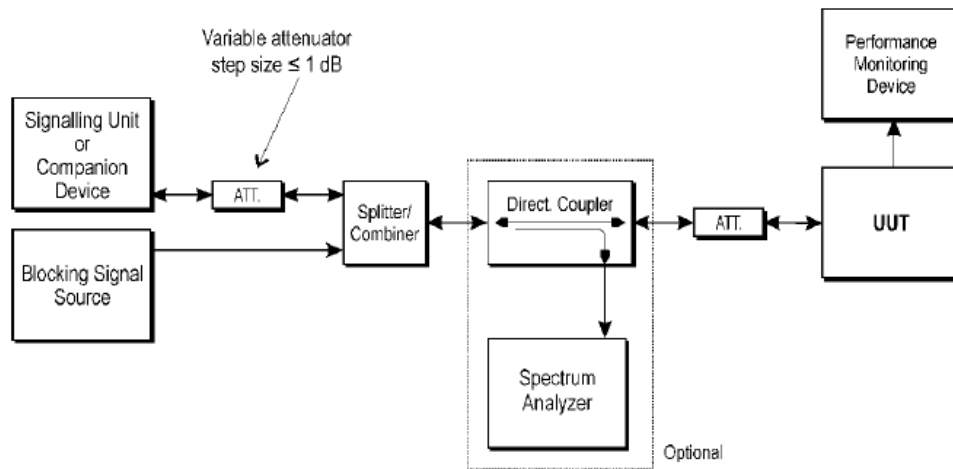 Variable attenuator
step size ≤ 1 dB
Performance
Monitoring
Device
Signalling Unit
or
Companion
Device
ATT.
Splitter/
Combiner
Direct. Coupler
ATT.
UUT
Blocking Signal
Source
Spectrum
Analyzer
Optional